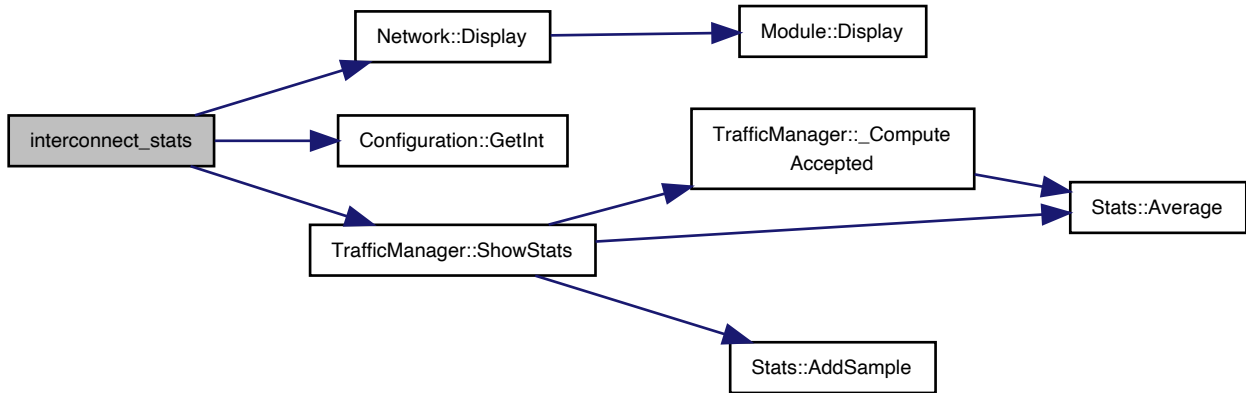 Network::Display
Module::Display
interconnect_stats
Configuration::GetInt
TrafficManager::_Compute
Accepted
Stats::Average
TrafficManager::ShowStats
Stats::AddSample